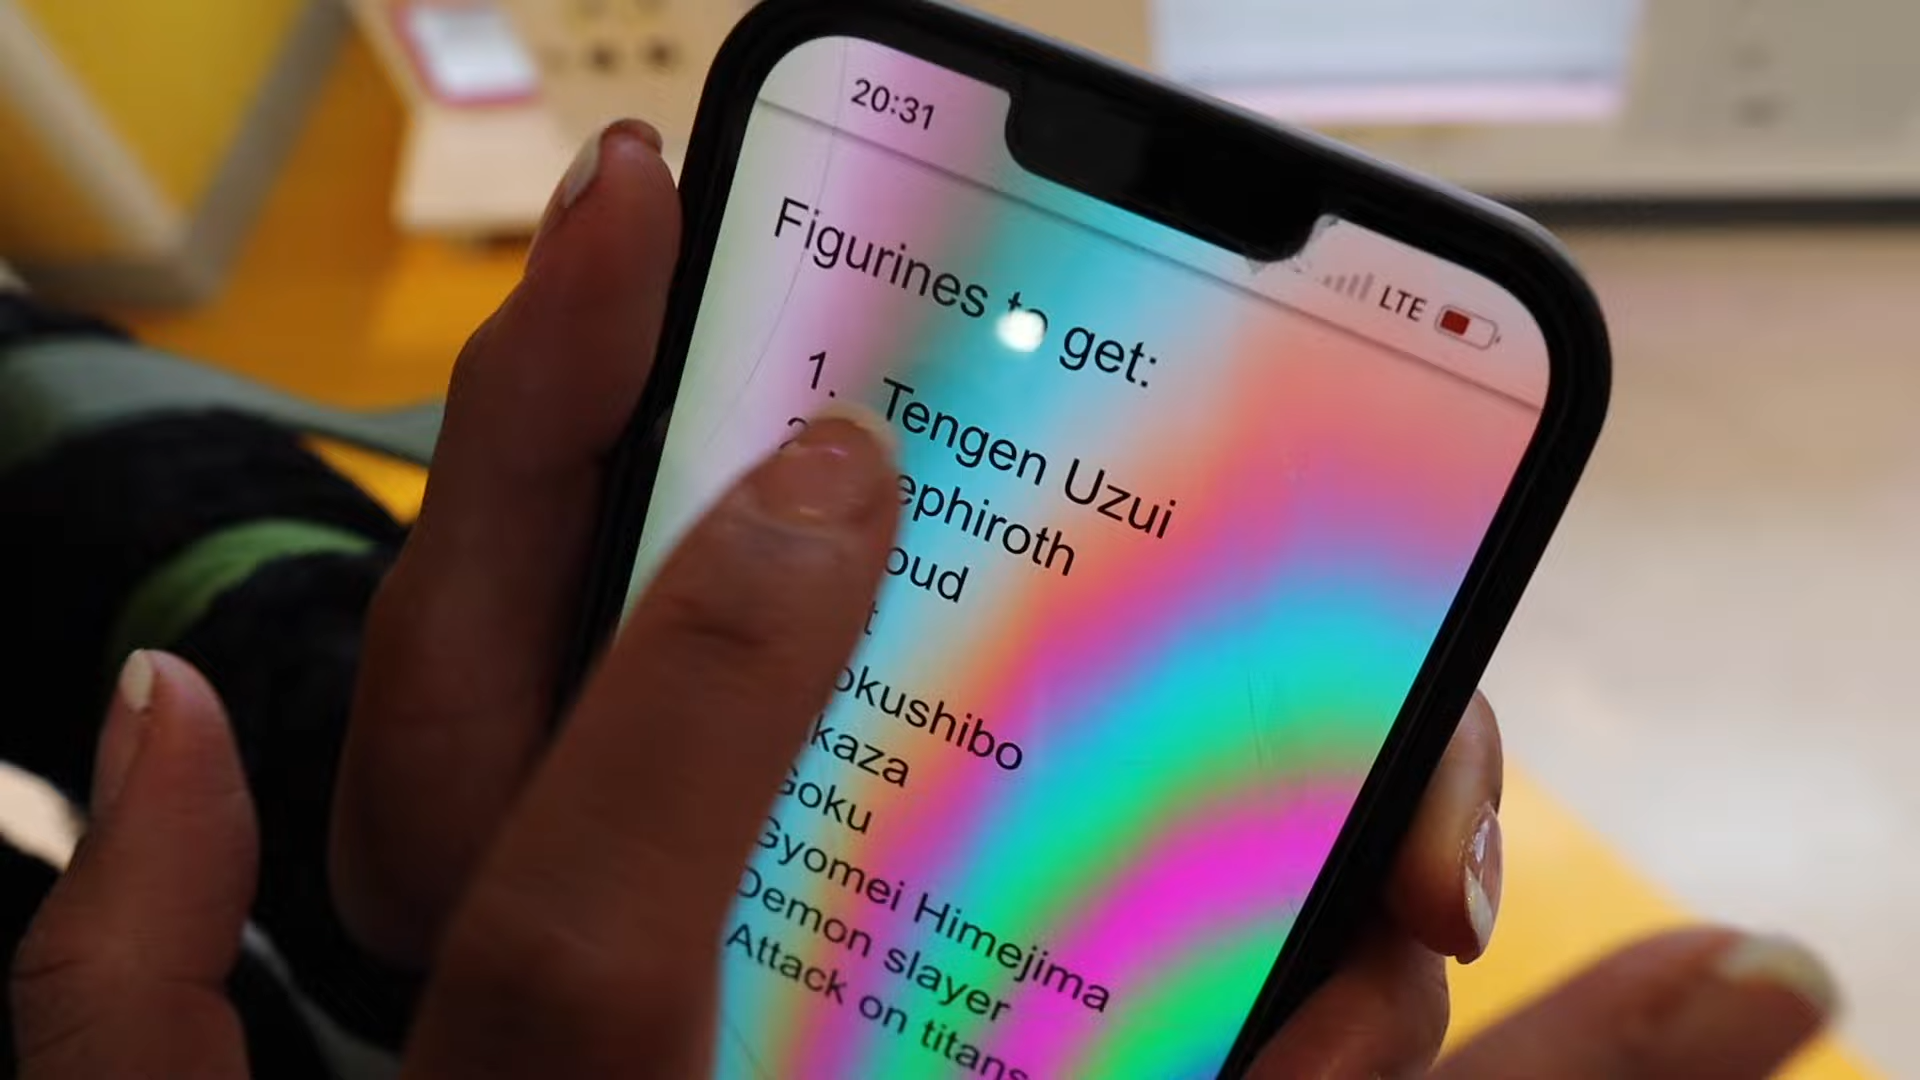 20:31
LTE
Figurines to get:
1. Tengen Uzui
2 ephiroth
oud
t
okushibo
kaza
Goku
Gyomei Himejima
Demon slayer
Attack on titans